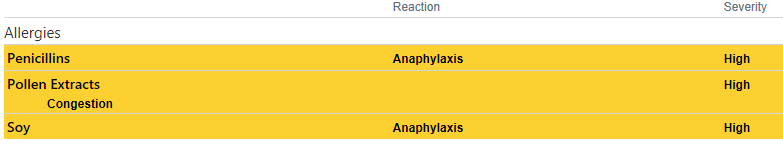 Reaction Severity
Allergies
Penicillins Anaphylaxis High
Pollen Extracts High
Congestion
Soy Anaphylaxis High